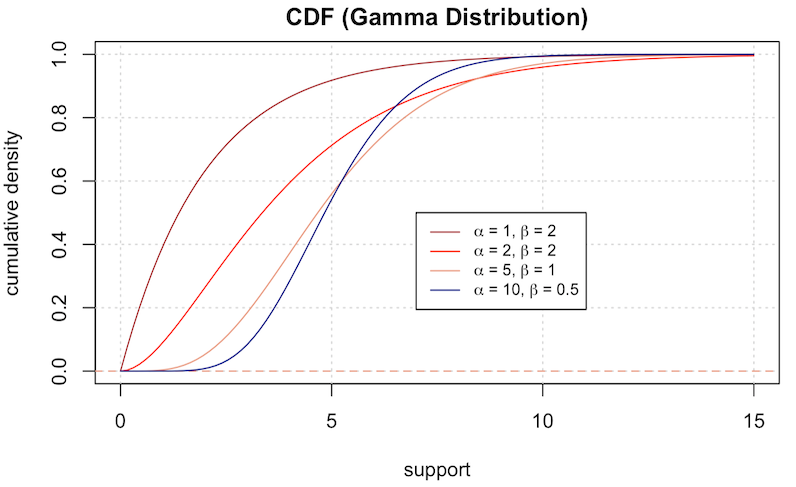 CDF (Gamma Distribution)
cumulative density
1.0
0.8
0.6
0.4
0.2
0.0
α = 1, β = 2
α = 2, β = 2
α = 5, β = 1
α = 10, β = 0.5
0 5 10 15
support